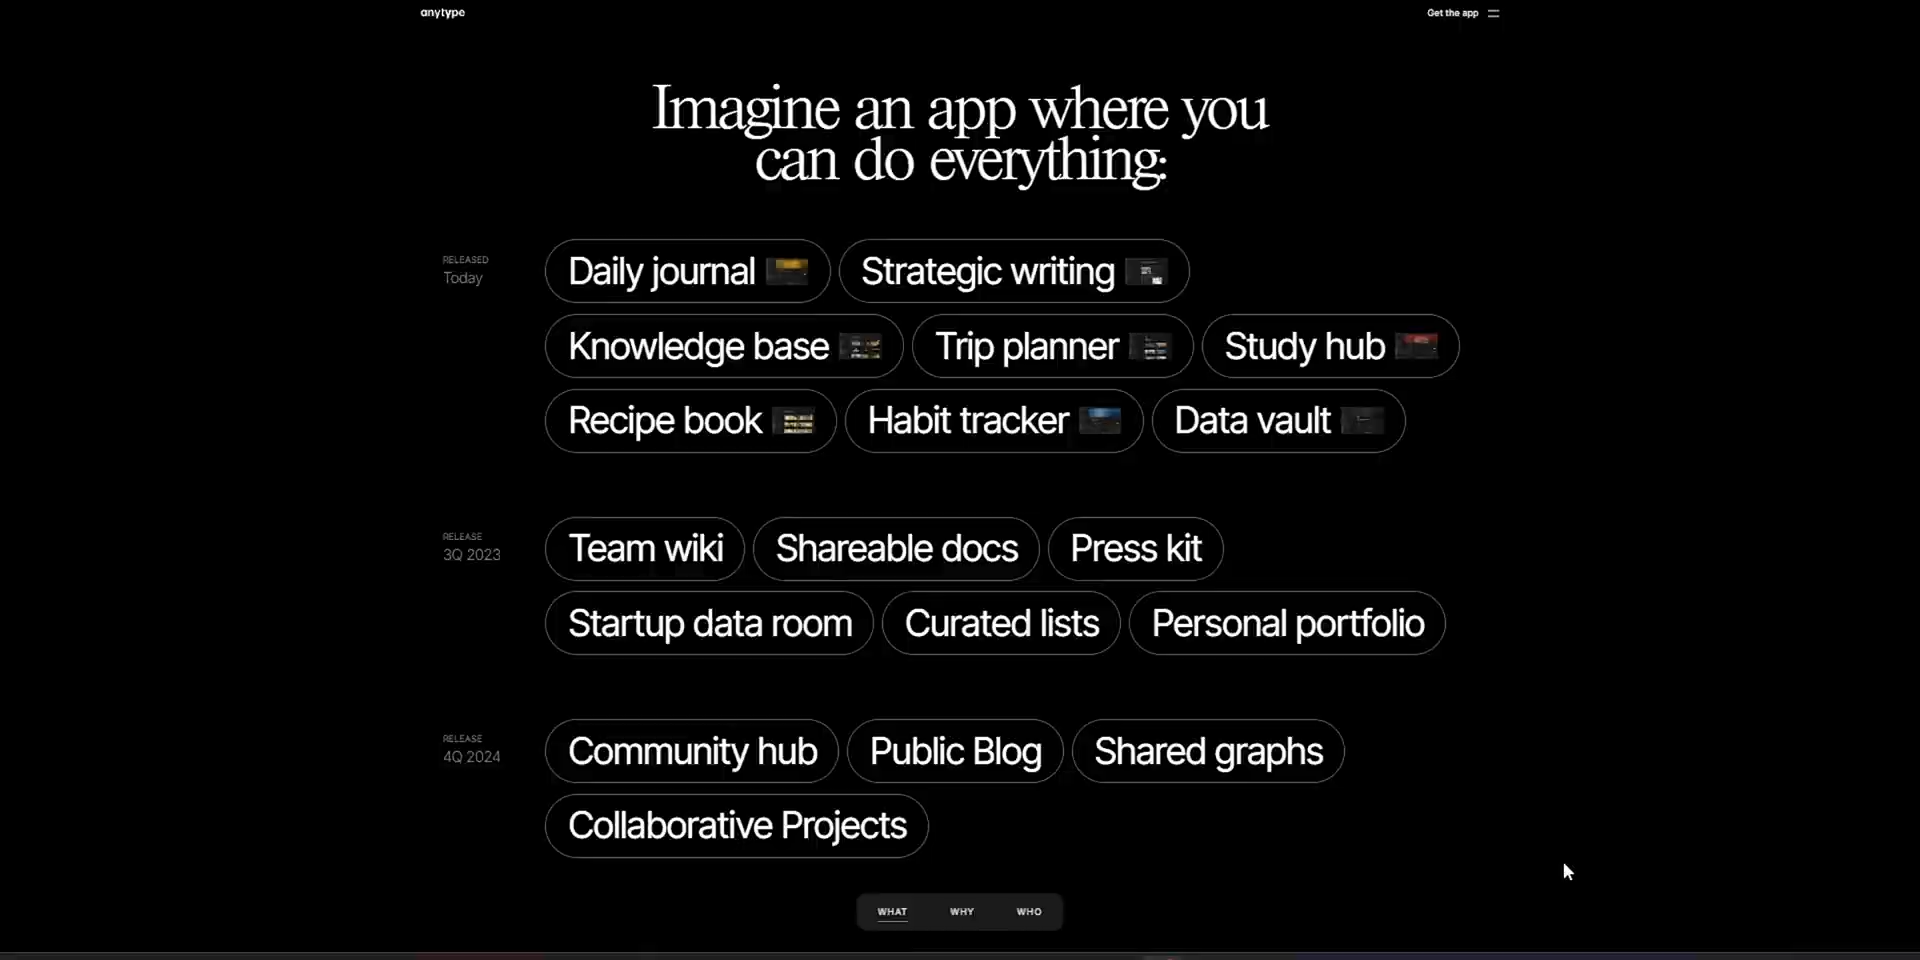 anytype
Get the app
Imagine an app where you
can do everything:
RELEASED
Today
Daily journal
Strategic writing
Knowledge base
Trip planner
Study hub
Recipe book
Habit tracker
Data vault
RELEASE
3Q 2023
Team wiki
Shareable docs
Press kit
Startup data room
Curated lists
Personal portfolio
RELEASE
4Q 2024
Community hub
Public Blog
Shared graphs
Collaborative Projects
WHAT
WHY
WHO